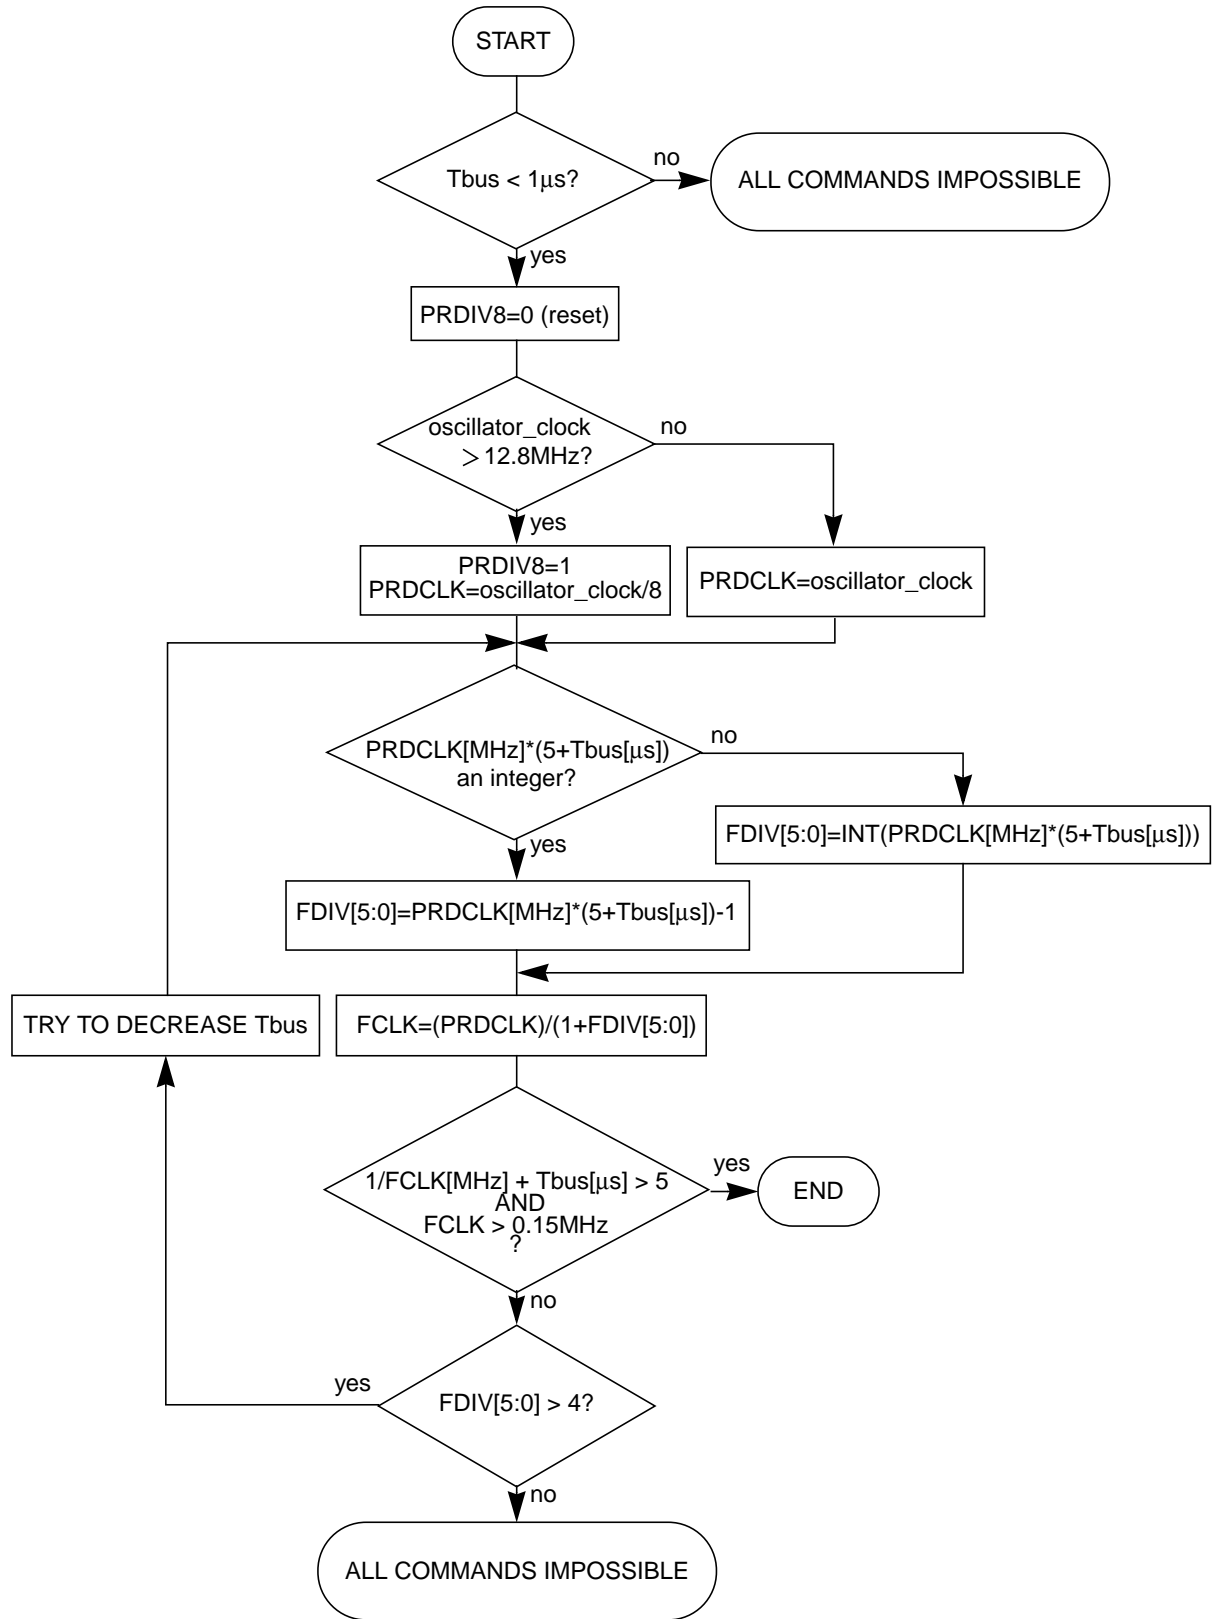 START
Tbus < 1μs?
no
ALL COMMANDS IMPOSSIBLE
yes
PRDIV8=0 (reset)
oscillator_clock
>12.8MHz?
no
yes
PRDIV8=1
PRDCLK=oscillator_clock/8
PRDCLK=oscillator_clock
PRDCLK[MHz]*(5+Tbus[μs])
an integer?
no
yes
FDIV[5:0]=INT(PRDCLK[MHz]*(5+Tbus[μs]))
FDIV[5:0]=PRDCLK[MHz]*(5+Tbus[μs])-1
TRY TO DECREASE Tbus
FCLK=(PRDCLK)/(1+FDIV[5:0])
1/FCLK[MHz] + Tbus[μs] > 5
AND
FCLK > 0.15MHz
?
yes
END
no
yes
FDIV[5:0] > 4?
no
ALL COMMANDS IMPOSSIBLE